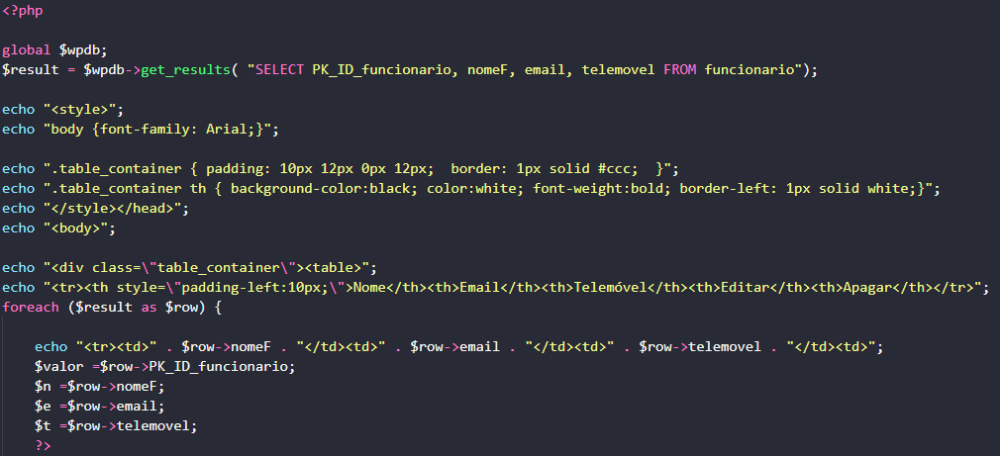 <?php
global $wpdb;
$result = $wpdb->get_results( "SELECT PK_ID_funcionario, nomeF, email, telemovel FROM funcionario");
echo "<style>";
echo "body {font-family: Arial;}";
echo ".table_container { padding: 10px 12px 0px 12px;  border: 1px solid #ccc;  }";
echo ".table_container th { background-color:black; color:white; font-weight:bold; border-left: 1px solid white;}";
echo "</style></head>";
echo "<body>";
echo "<div class=\"table_container\"><table>";
echo "<tr><th style=\"padding-left:10px;\">Nome</th><th>Email</th><th>Telemóvel</th><th>Editar</th><th>Apagar</th></tr>";
foreach ($result as $row) {
    echo "<tr><td>" . $row->nomeF . "</td><td>" . $row->email . "</td><td>" . $row->telemovel . "</td><td>";
    $valor =$row->PK_ID_funcionario;
    $n =$row->nomeF;
    $e =$row->email;
    $t =$row->telemovel;
    ?>